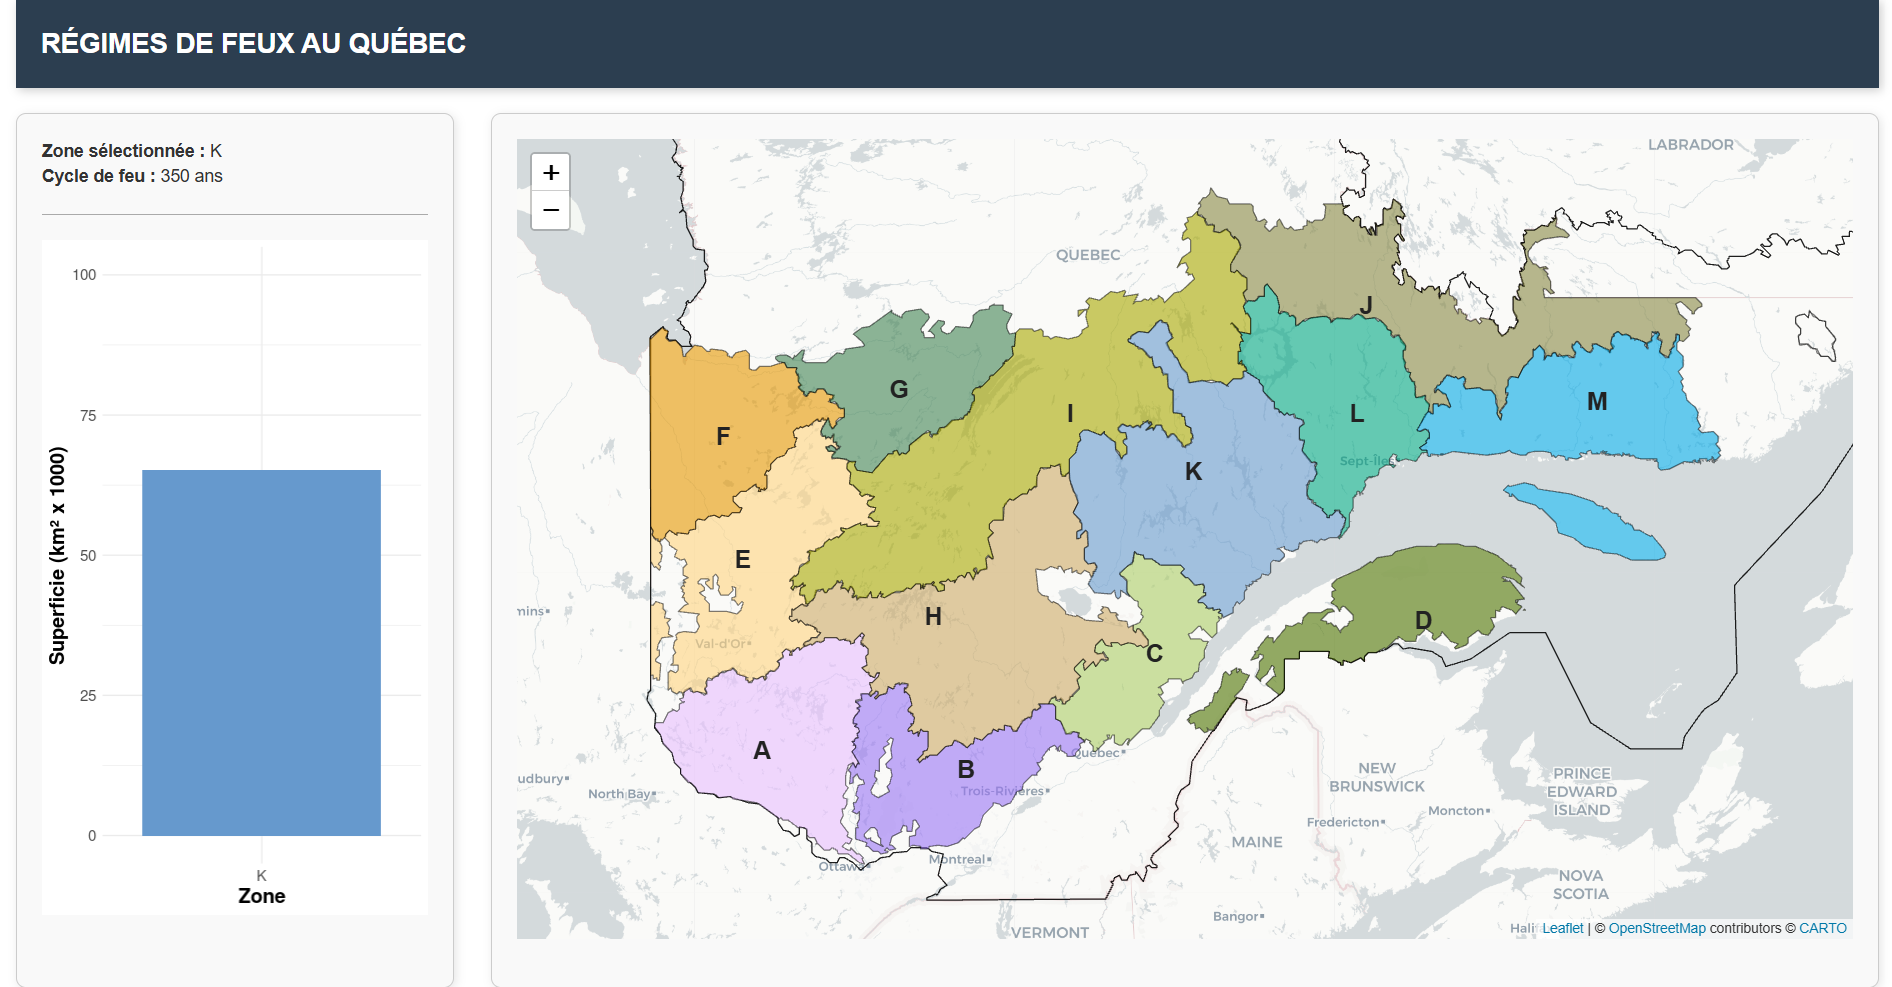 RÉGIMES DE FEUX AU QUÉBEC
Zone sélectionnée : K
Cycle de feu : 350 ans
100
75
50
25
0
Superficie (km² x 1000)
K
Zone
+
−
LABRADOR
QUEBEC
J
G
I
M
L
F
K
Sept-Îles
E
mins
H
D
Val-d'Or
C
A
Québec
B
udbury
North Bay
Trois-Rivières
NEW
BRUNSWICK
PRINCE
EDWARD
ISLAND
Moncton
Fredericton
MAINE
Ottawa
Montreal
NOVA
SCOTIA
Bangor
VERMONT
Hali
Leaflet | © OpenStreetMap contributors © CARTO